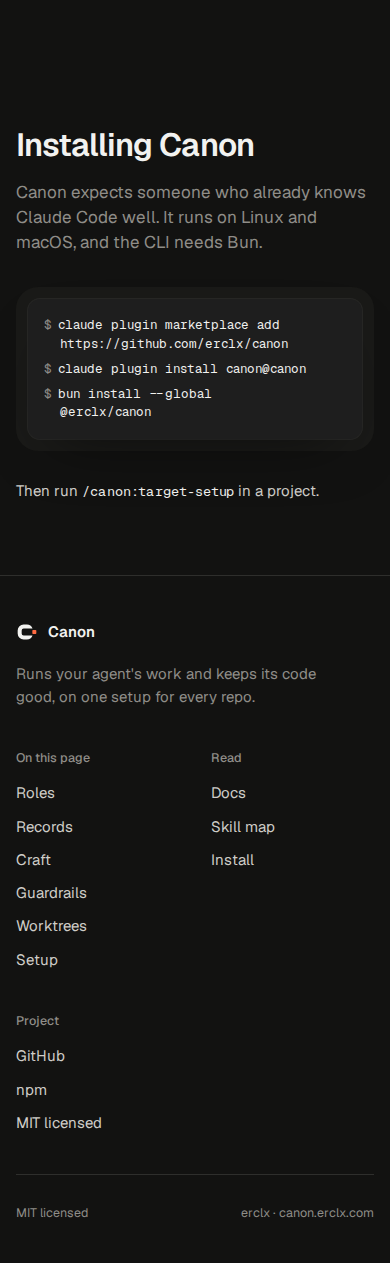 Installing Canon
Canon expects someone who already knows
Claude Code well. It runs on Linux and
macOS, and the CLI needs Bun.
$ claude plugin marketplace add
https://github.com/erclx/canon
$ claude plugin install canon@canon
$ bun install --global
@erclx/canon
Then run /canon:target-setup in a project.
Canon
Runs your agent's work and keeps its code
good, on one setup for every repo.
On this page
Roles
Records
Craft
Guardrails
Worktrees
Setup
Read
Docs
Skill map
Install
Project
GitHub
npm
MIT licensed
MIT licensed
erclx · canon.erclx.com